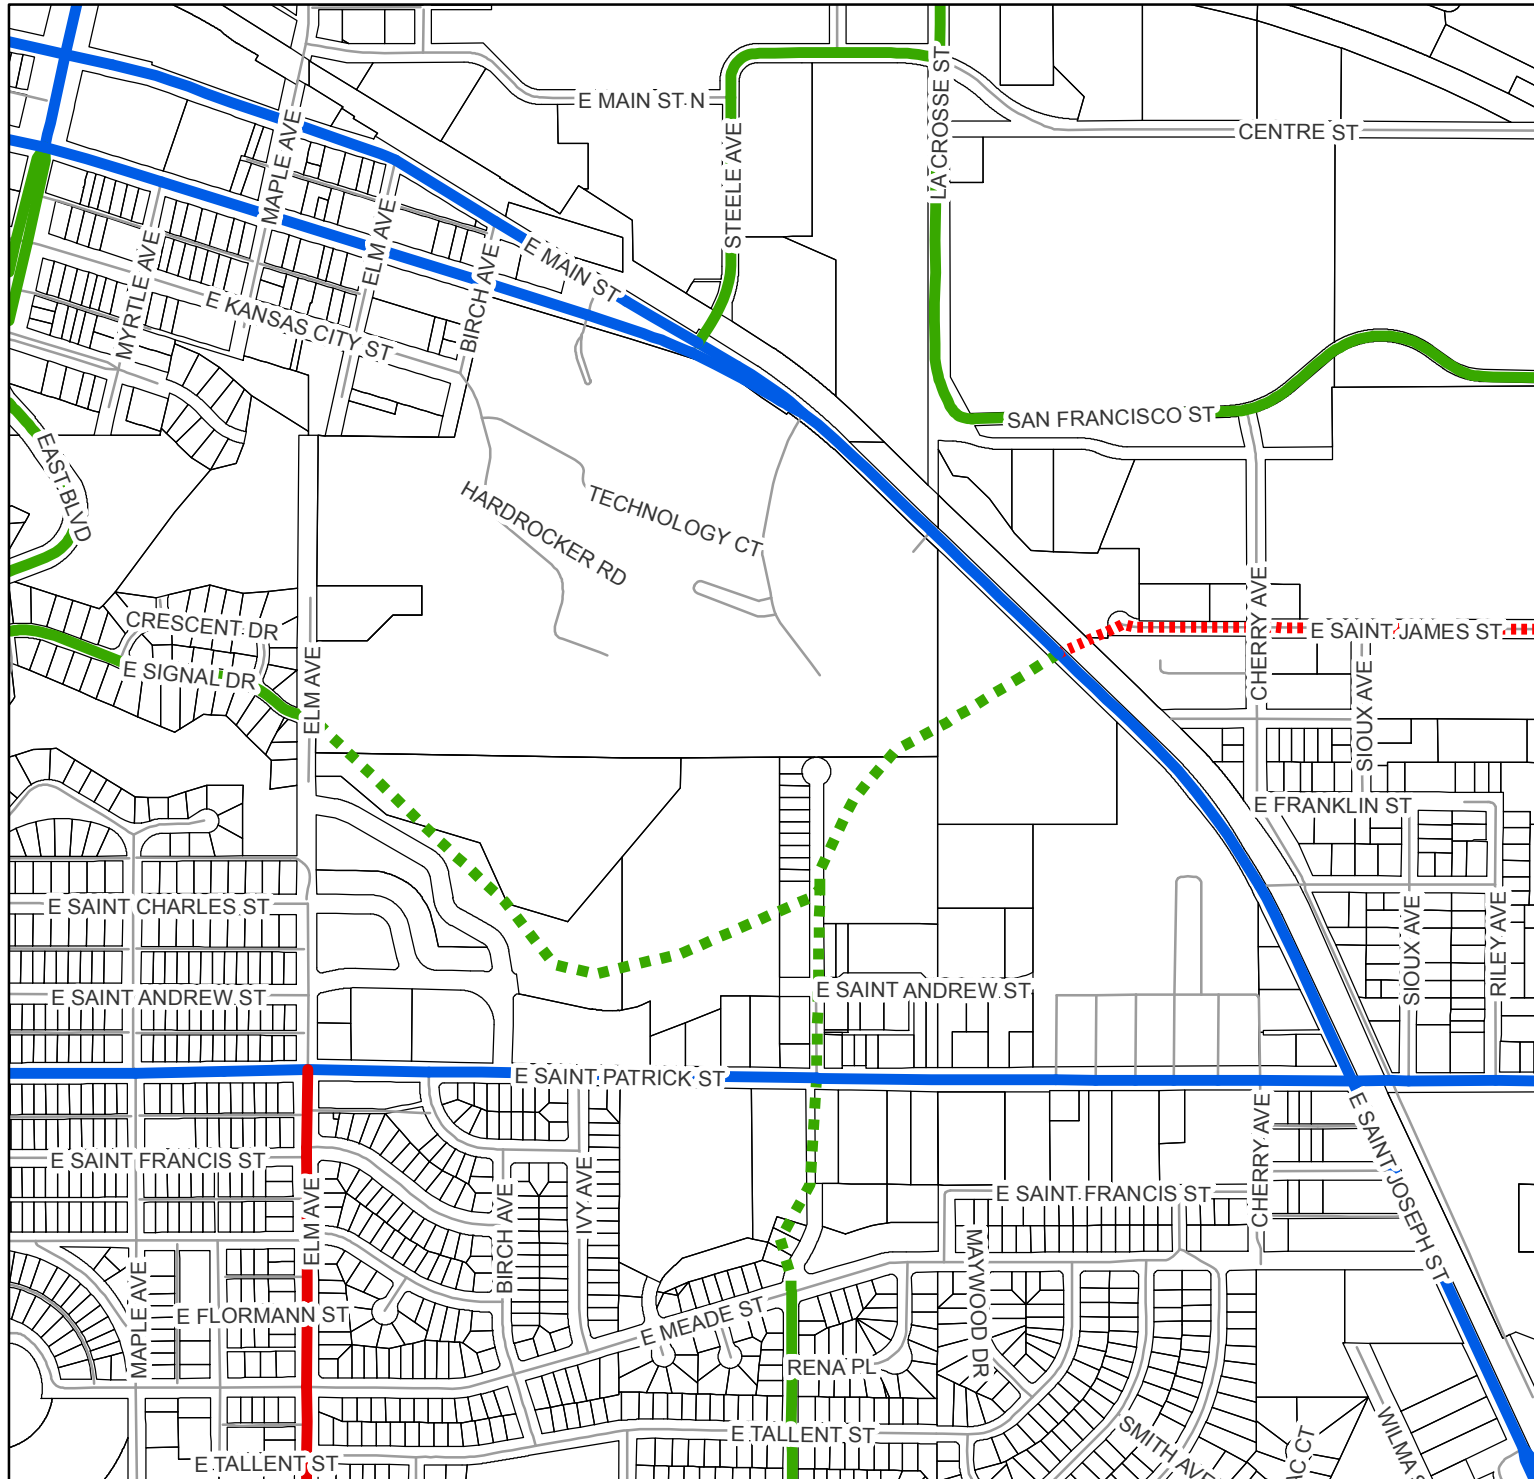 E MAIN ST N
LA CROSSE ST
CENTRE ST
MAPLE AVE
STEELE AVE
ELM AVE
E MAIN ST
MYRTLE AVE
BIRCH AVE
E KANSAS CITY ST
SAN FRANCISCO ST
EAST BLVD
HARDROCKER RD
TECHNOLOGY CT
CRESCENT DR
E SIGNAL DR
ELM AVE
CHERRY AVE
E SAINT JAMES ST
SIOUX AVE
E FRANKLIN ST
E SAINT CHARLES ST
SIOUX AVE
RILEY AVE
E SAINT ANDREW ST
E SAINT ANDREW ST
E SAINT PATRICK ST
E SAINT JOSEPH ST
E SAINT FRANCIS ST
ELM AVE
BIRCH AVE
IVY AVE
E SAINT FRANCIS ST
CHERRY AVE
MAYWOOD DR
MAPLE AVE
E FLORMANN ST
E MEADE ST
RENA PL
E TALLENT ST
E TALLENT ST
SMITH AVE
H CT
WILMA S